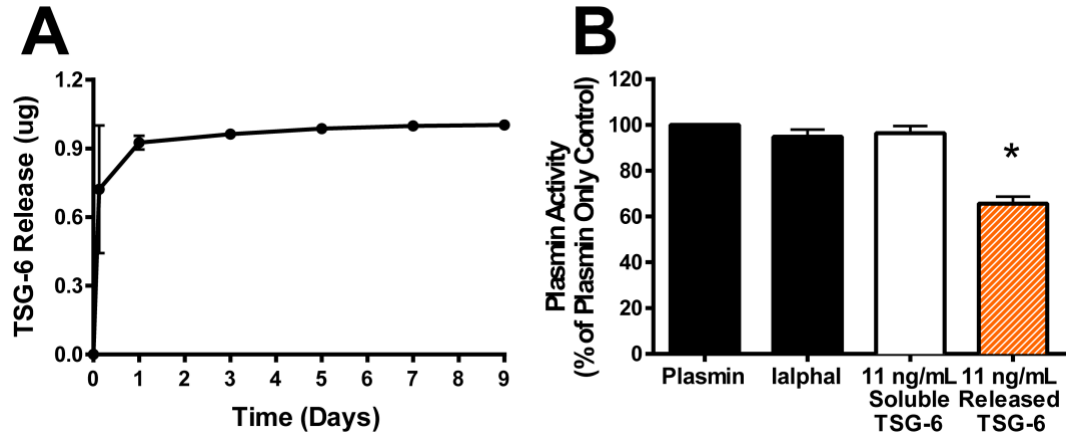 A
TSG-6 Release (ug)
1.2
0.9
0.6
0.3
0.0
0 1 2 3 4 5 6 7 8 9
Time (Days)
B
Plasmin Activity
(% of Plasmin Only Control)
120
100
80
60
40
20
0
*
Plasmin
IalphaI
11 ng/mL
Soluble
TSG-6
11 ng/mL
Released
TSG-6